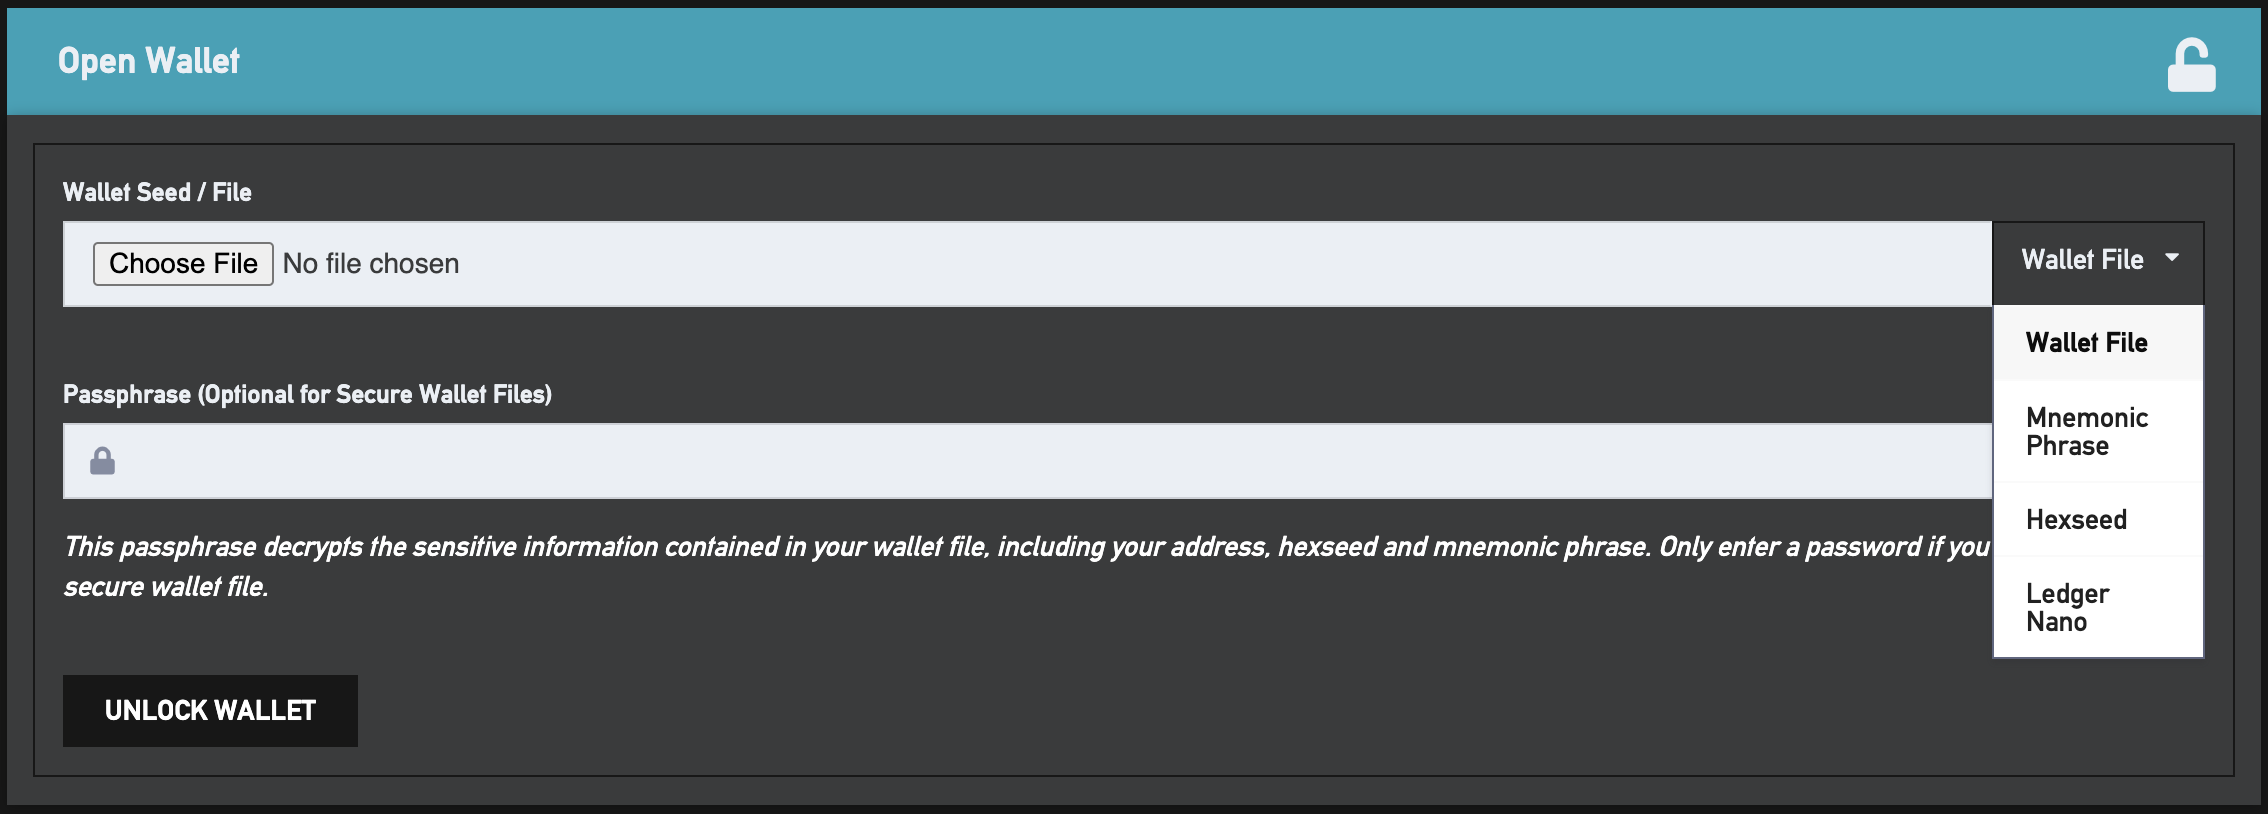 Open Wallet
Wallet Seed / File
Choose File No file chosen
Wallet File
Wallet File
Mnemonic
Phrase
Hexseed
Ledger
Nano
Passphrase (Optional for Secure Wallet Files)
This passphrase decrypts the sensitive information contained in your wallet file, including your address, hexseed and mnemonic phrase. Only enter a password if you
secure wallet file.
UNLOCK WALLET